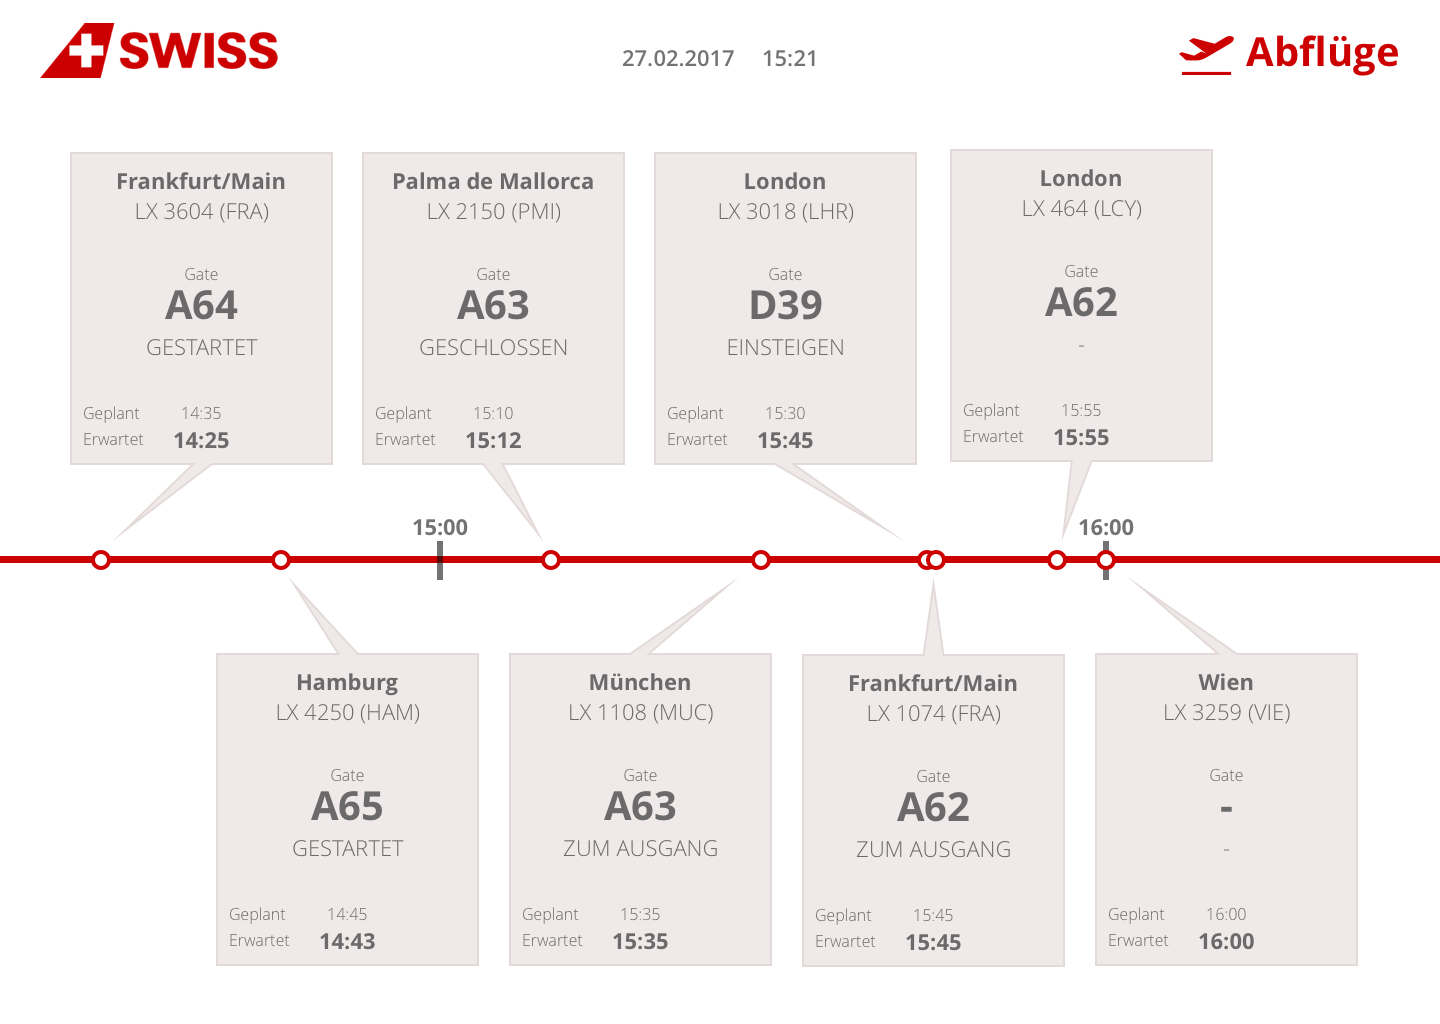 SWISS
27.02.2017 15:21
Abflüge
Frankfurt/Main
LX 3604 (FRA)
Gate
A64
GESTARTET
Geplant 14:35
Erwartet 14:25
Palma de Mallorca
LX 2150 (PMI)
Gate
A63
GESCHLOSSEN
Geplant 15:10
Erwartet 15:12
London
LX 3018 (LHR)
Gate
D39
EINSTEIGEN
Geplant 15:30
Erwartet 15:45
London
LX 464 (LCY)
Gate
A62
-
Geplant 15:55
Erwartet 15:55
15:00
16:00
Hamburg
LX 4250 (HAM)
Gate
A65
GESTARTET
Geplant 14:45
Erwartet 14:43
München
LX 1108 (MUC)
Gate
A63
ZUM AUSGANG
Geplant 15:35
Erwartet 15:35
Frankfurt/Main
LX 1074 (FRA)
Gate
A62
ZUM AUSGANG
Geplant 15:45
Erwartet 15:45
Wien
LX 3259 (VIE)
Gate
-
-
Geplant 16:00
Erwartet 16:00